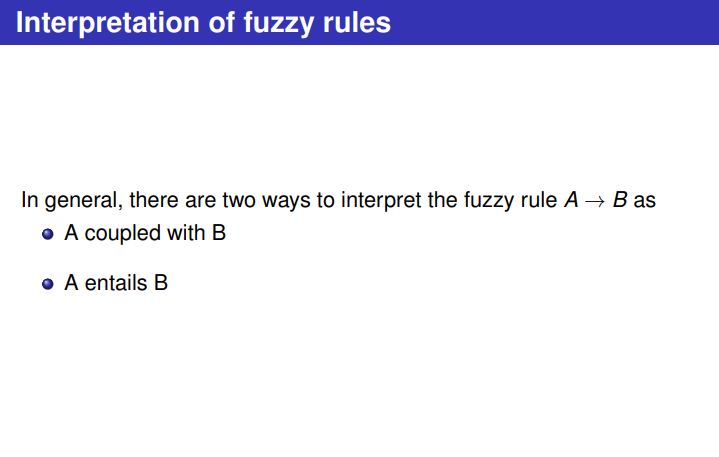 Interpretation of fuzzy rules
In general, there are two ways to interpret the fuzzy rule A → B as
A coupled with B
A entails B